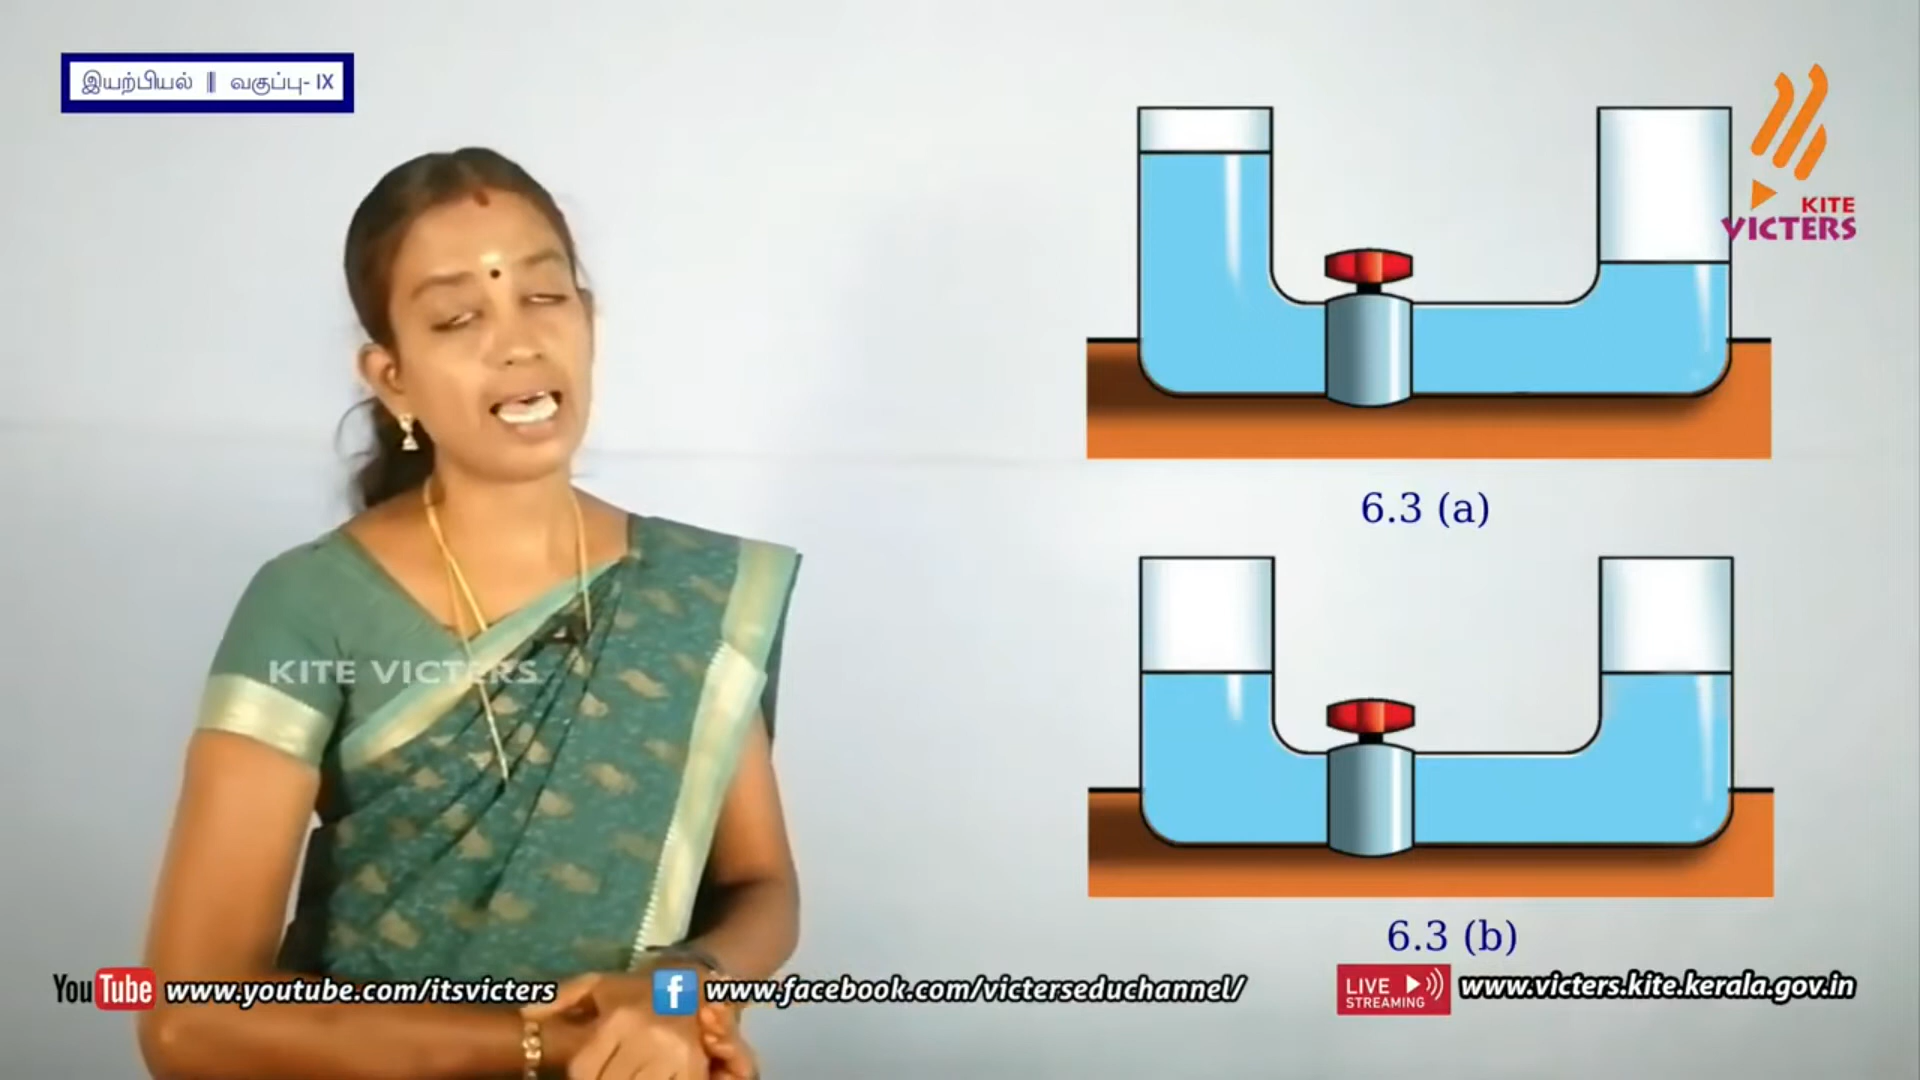 இயற்பியல் || வகுப்பு- IX
KITE
VICTERS
6.3 (a)
KITE VICTERS
6.3 (b)
YouTube www.youtube.com/itsvicters
f www.facebook.com/victerseduchannel/
LIVE STREAMING www.victers.kite.kerala.gov.in